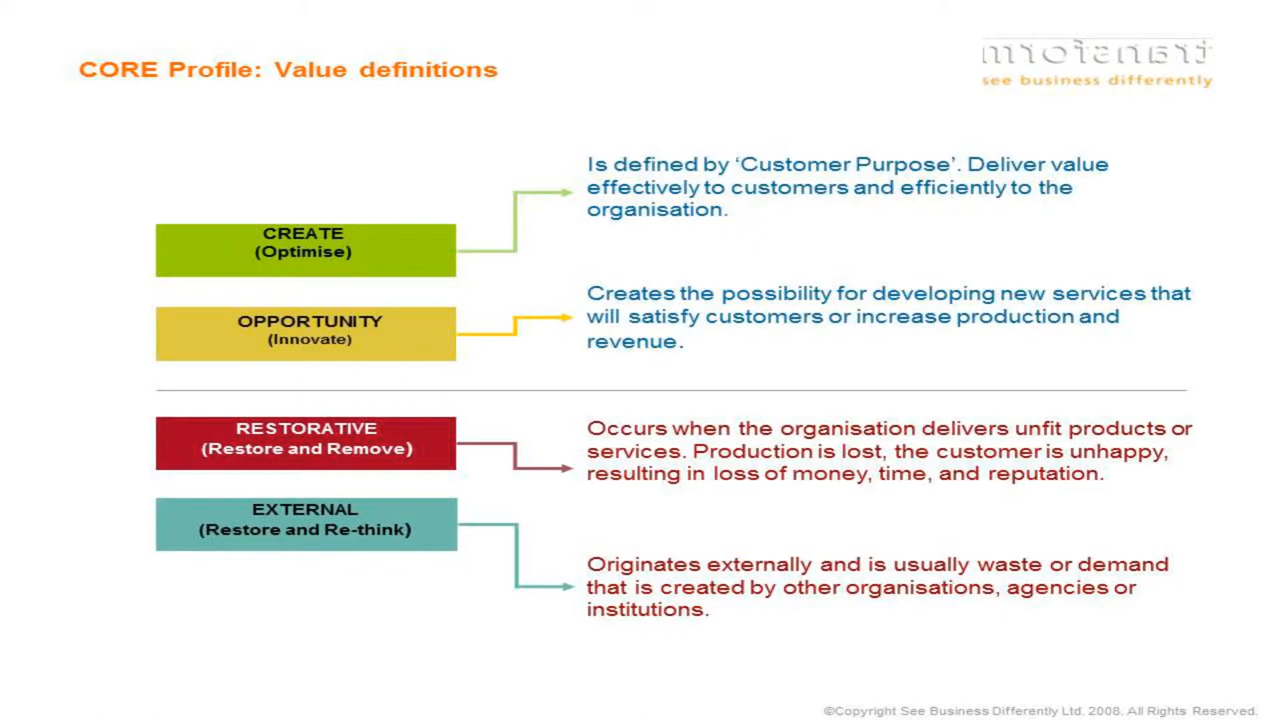 CORE Profile: Value definitions
transform
see business differently
Is defined by ‘Customer Purpose’. Deliver value
effectively to customers and efficiently to the
organisation.
CREATE
(Optimise)
Creates the possibility for developing new services that
will satisfy customers or increase production and
revenue.
OPPORTUNITY
(Innovate)
RESTORATIVE
(Restore and Remove)
Occurs when the organisation delivers unfit products or
services. Production is lost, the customer is unhappy,
resulting in loss of money, time, and reputation.
EXTERNAL
(Restore and Re-think)
Originates externally and is usually waste or demand
that is created by other organisations, agencies or
institutions.
©Copyright See Business Differently Ltd. 2008. All Rights Reserved.